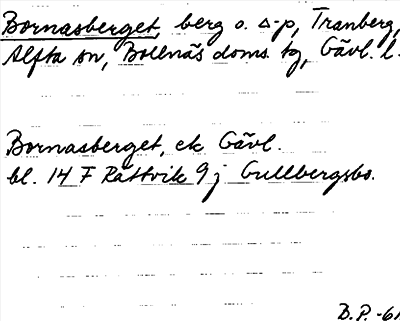 Bornasberget, berg o. ▵-p, Tranberg,
Alfta sn, Bollnäs doms. tg, Gävl. l.
Bornasberget, ek Gävl.
bl. 14 F Rättvik 9 j Gullbergsbo.
B.P. -61